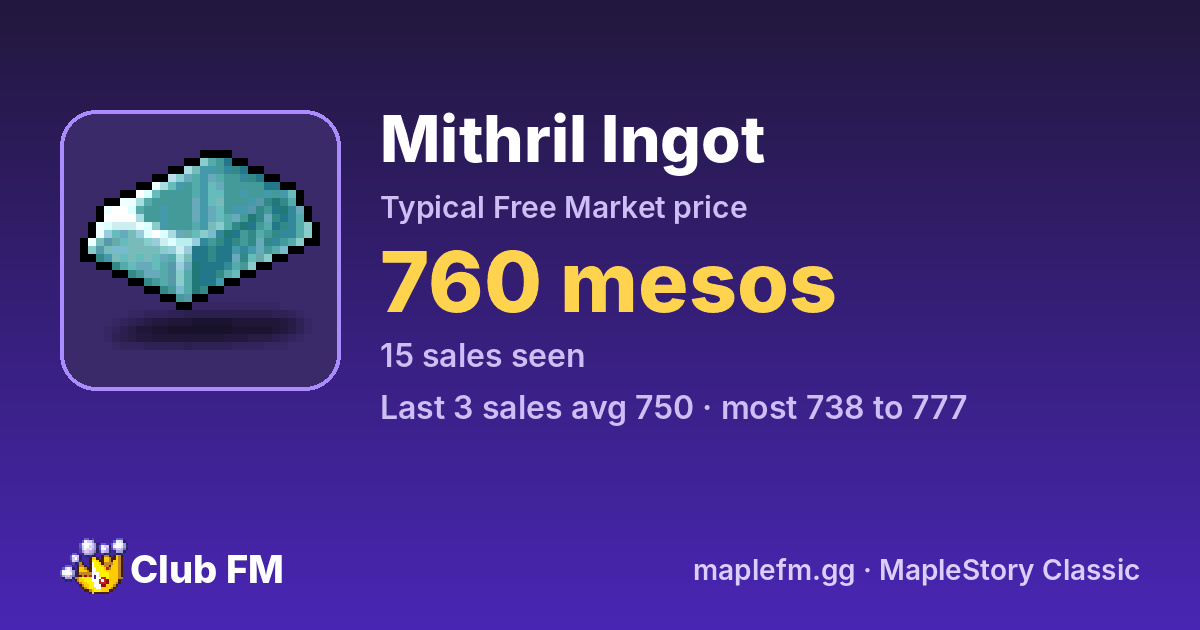 Mithril Ingot
Typical Free Market price
760 mesos
15 sales seen
Last 3 sales avg 750 · most 738 to 777
Club FM
maplefm.gg · MapleStory Classic